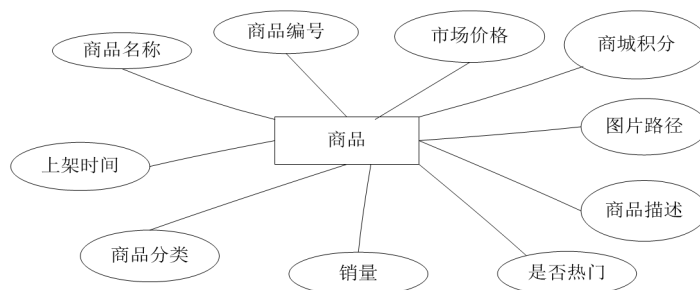 商品名称
商品编号
市场价格
商城积分
商品
图片路径
上架时间
商品描述
商品分类
销量
是否热门